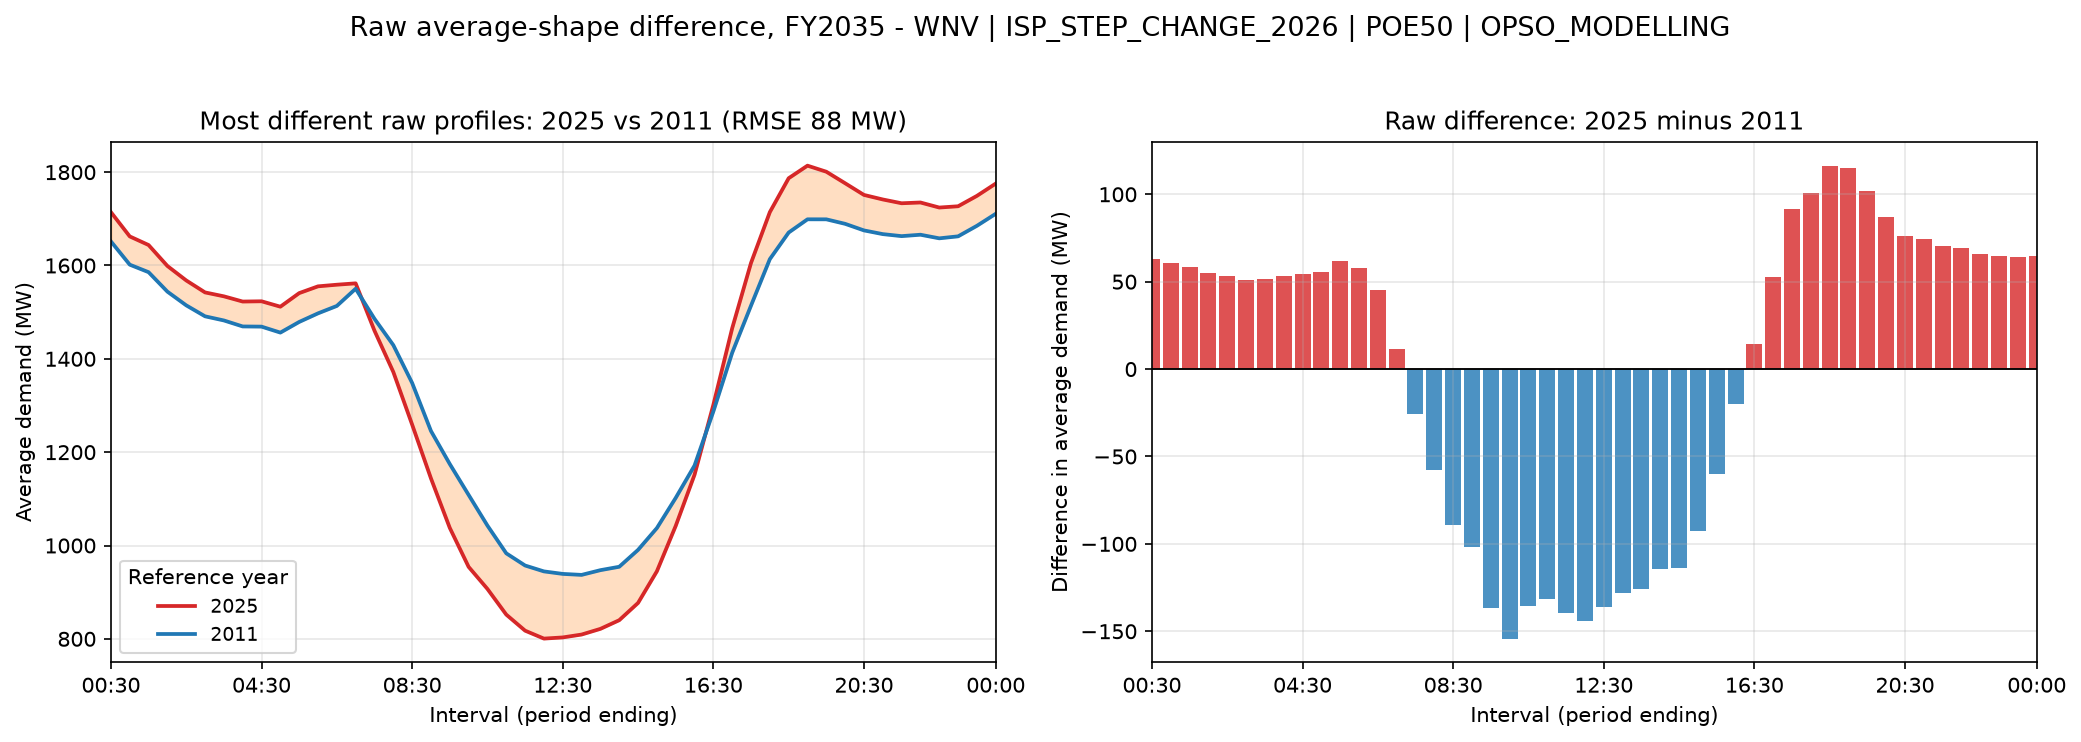 Raw average-shape difference, FY2035 - WNV | ISP_STEP_CHANGE_2026 | POE50 | OPSO_MODELLING
Most different raw profiles: 2025 vs 2011 (RMSE 88 MW)
Average demand (MW)
1800
1600
1400
1200
1000
800
Reference year
2025
2011
00:30 04:30 08:30 12:30 16:30 20:30 00:00
Interval (period ending)
Raw difference: 2025 minus 2011
Difference in average demand (MW)
100
50
0
−50
−100
−150
00:30 04:30 08:30 12:30 16:30 20:30 00:00
Interval (period ending)